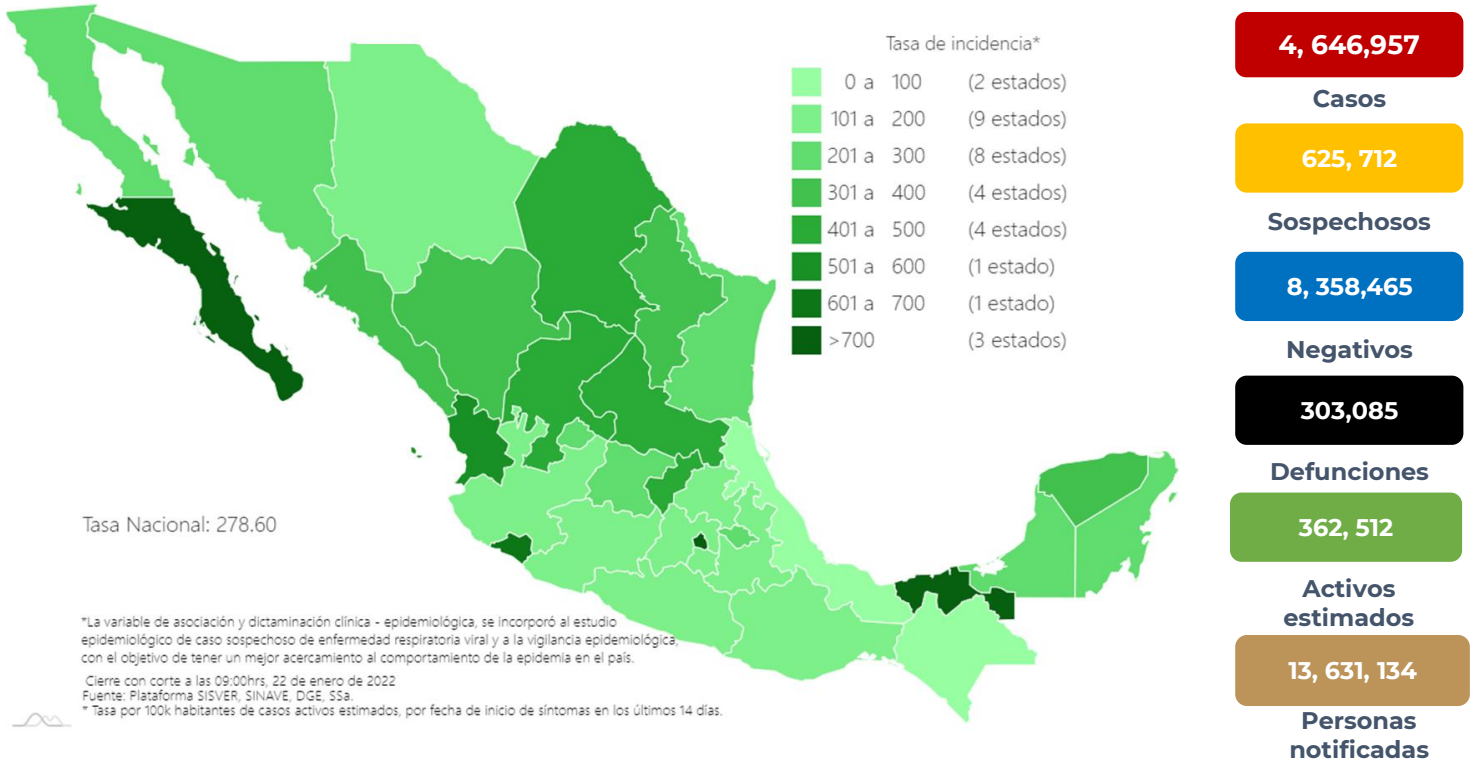 Tasa de incidencia*
0 a 100 (2 estados)
101 a 200 (9 estados)
201 a 300 (8 estados)
301 a 400 (4 estados)
401 a 500 (4 estados)
501 a 600 (1 estado)
601 a 700 (1 estado)
>700 (3 estados)
Tasa Nacional: 278.60
*La variable de asociación y dictaminación clínica - epidemiológica, se incorporó al estudio
epidemiológico de caso sospechoso de enfermedad respiratoria viral y a la vigilancia epidemiológica,
con el objetivo de tener un mejor acercamiento al comportamiento de la epidemia en el país.
Cierre con corte a las 09:00hrs, 22 de enero de 2022
Fuente: Plataforma SISVER, SINAVE, DGE, SSa.
* Tasa por 100k habitantes de casos activos estimados, por fecha de inicio de síntomas en los últimos 14 días.
4, 646,957
Casos
625, 712
Sospechosos
8, 358,465
Negativos
303,085
Defunciones
362, 512
Activos
estimados
13, 631, 134
Personas
notificadas